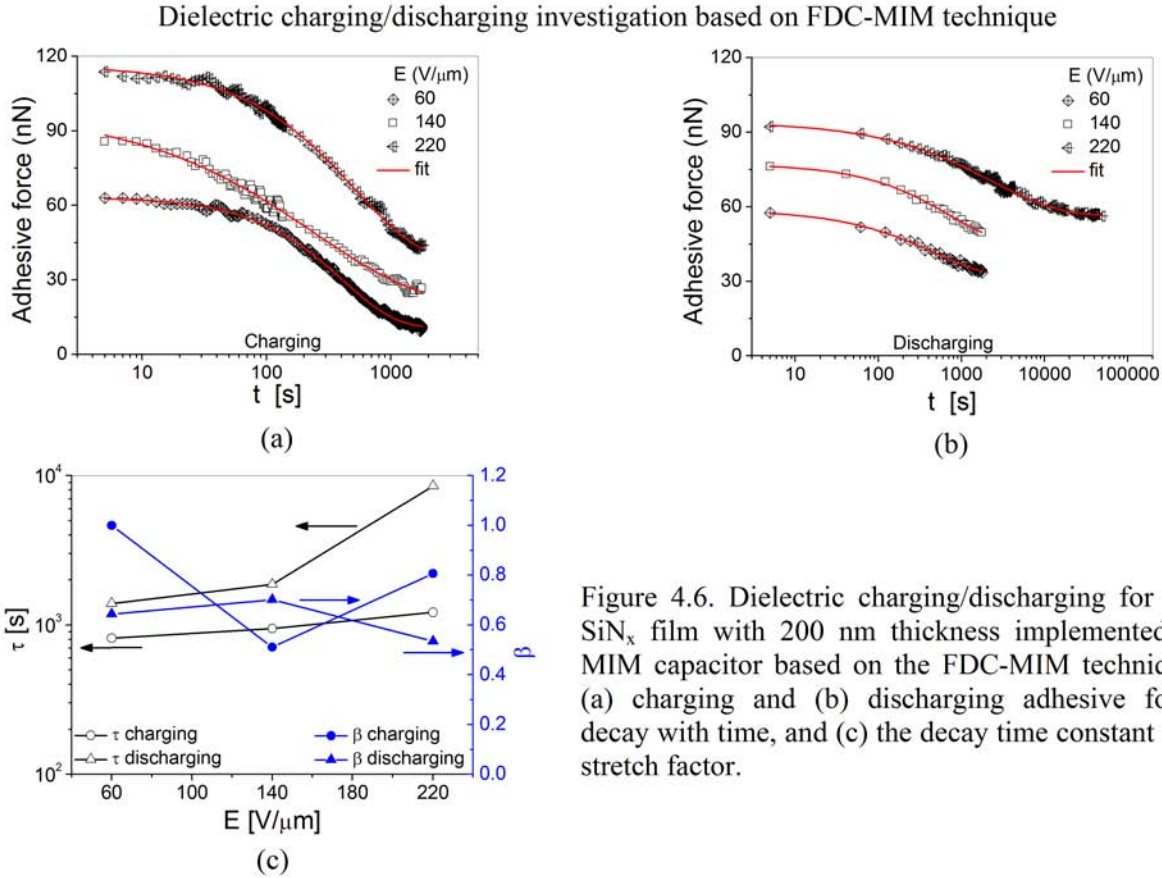 Dielectric charging/discharging investigation based on FDC-MIM technique
120
90
60
30
0
Adhesive force (nN)
E (V/μm)
60
140
220
fit
Charging
10
100
1000
t [s]
(a)
120
90
60
30
0
Adhesive force (nN)
E (V/μm)
60
140
220
fit
Discharging
10
100
1000
10000
100000
t [s]
(b)
10⁴
10³
10²
τ [s]
1.2
1.0
0.8
0.6
0.4
0.2
0.0
β
τ charging
τ discharging
β charging
β discharging
60
100
140
180
220
E [V/μm]
(c)
Figure 4.6. Dielectric charging/discharging for
SiNₓ film with 200 nm thickness implemented
MIM capacitor based on the FDC-MIM techniq
(a) charging and (b) discharging adhesive fo
decay with time, and (c) the decay time constant
stretch factor.